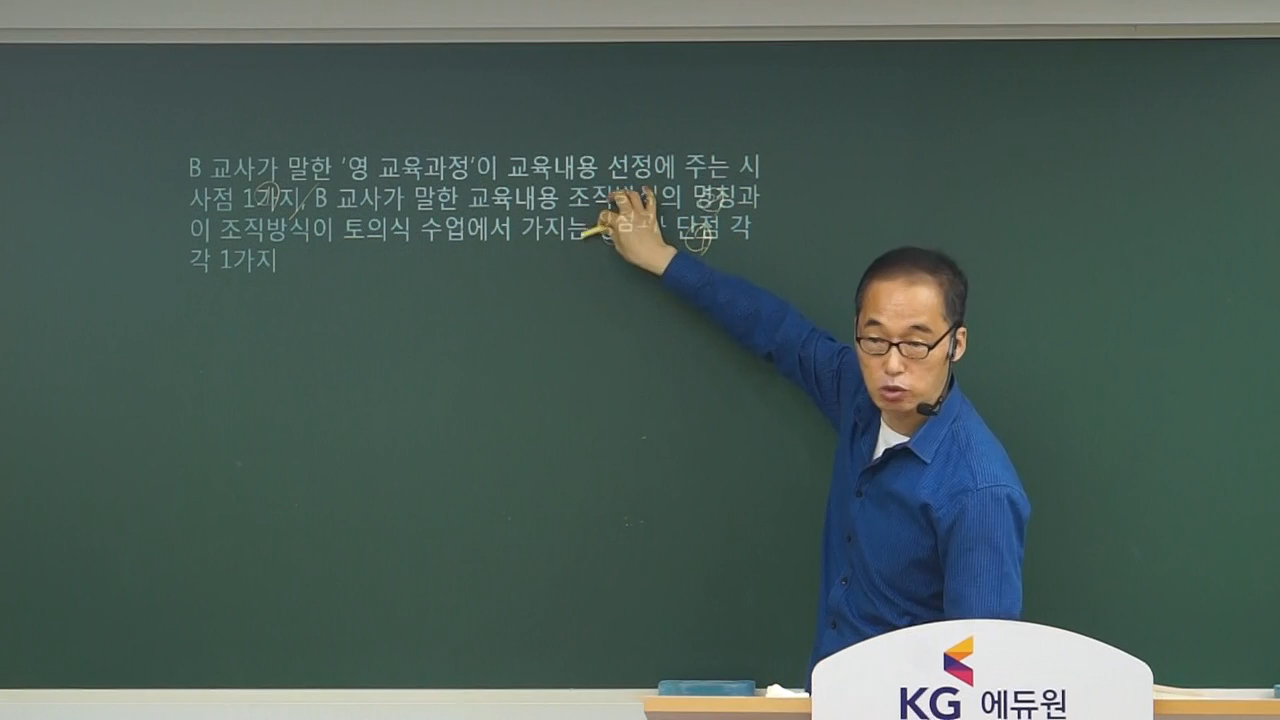 B 교사가 말한 '영 교육과정'이 교육내용 선정에 주는 시
사점 1가지, B 교사가 말한 교육내용 조직방식의 명칭과
이 조직방식이 토의식 수업에서 가지는 단점 각
각 1가지
KG 에듀원